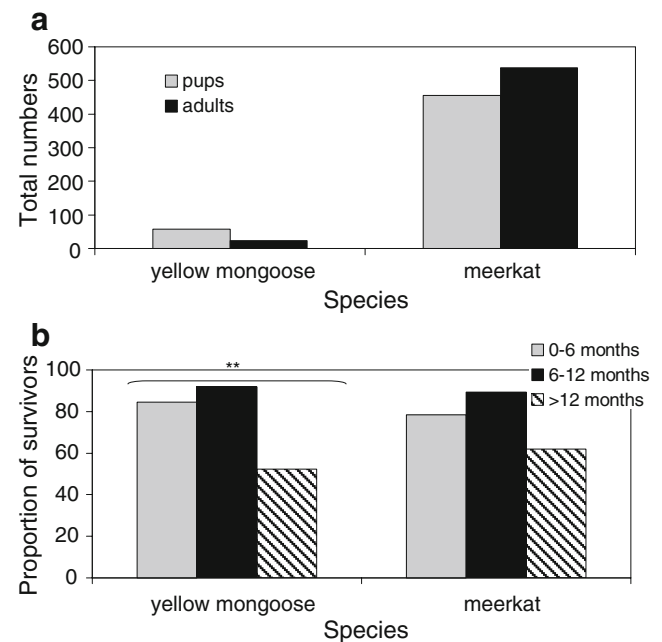 a
600
500
400
300
200
100
0
Total numbers
pups
adults
yellow mongoose meerkat
Species
b
100
80
60
40
20
0
Proportion of survivors
**
0-6 months
6-12 months
>12 months
yellow mongoose meerkat
Species